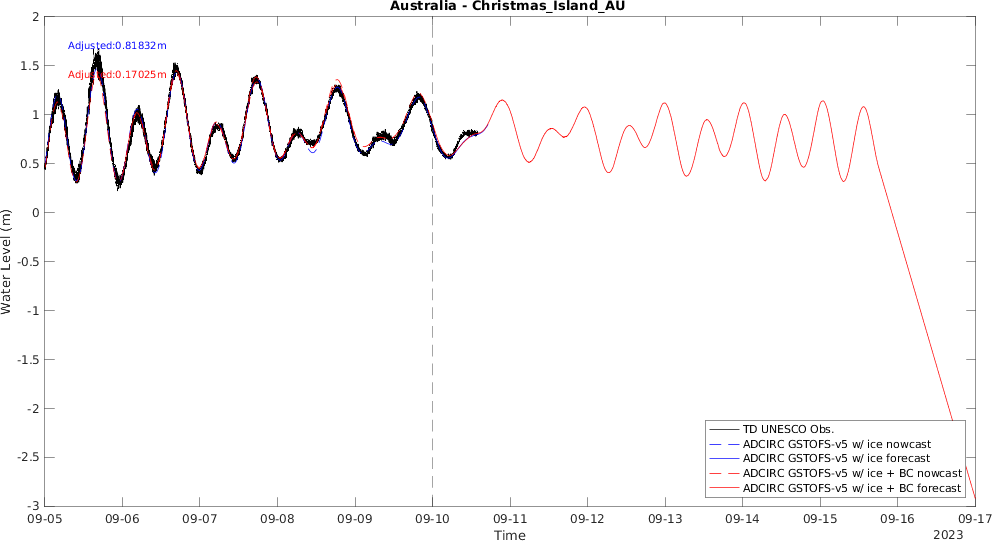 Australia - Christmas_Island_AU
Water Level (m)
2
1.5
1
0.5
0
-0.5
-1
-1.5
-2
-2.5
-3
Adjusted:0.81832m
Adjusted:0.17025m
TD UNESCO Obs.
ADCIRC GSTOFS-v5 w/ ice nowcast
ADCIRC GSTOFS-v5 w/ ice forecast
ADCIRC GSTOFS-v5 w/ ice + BC nowcast
ADCIRC GSTOFS-v5 w/ ice + BC forecast
09-05 09-06 09-07 09-08 09-09 09-10 09-11 09-12 09-13 09-14 09-15 09-16 09-17
Time
2023